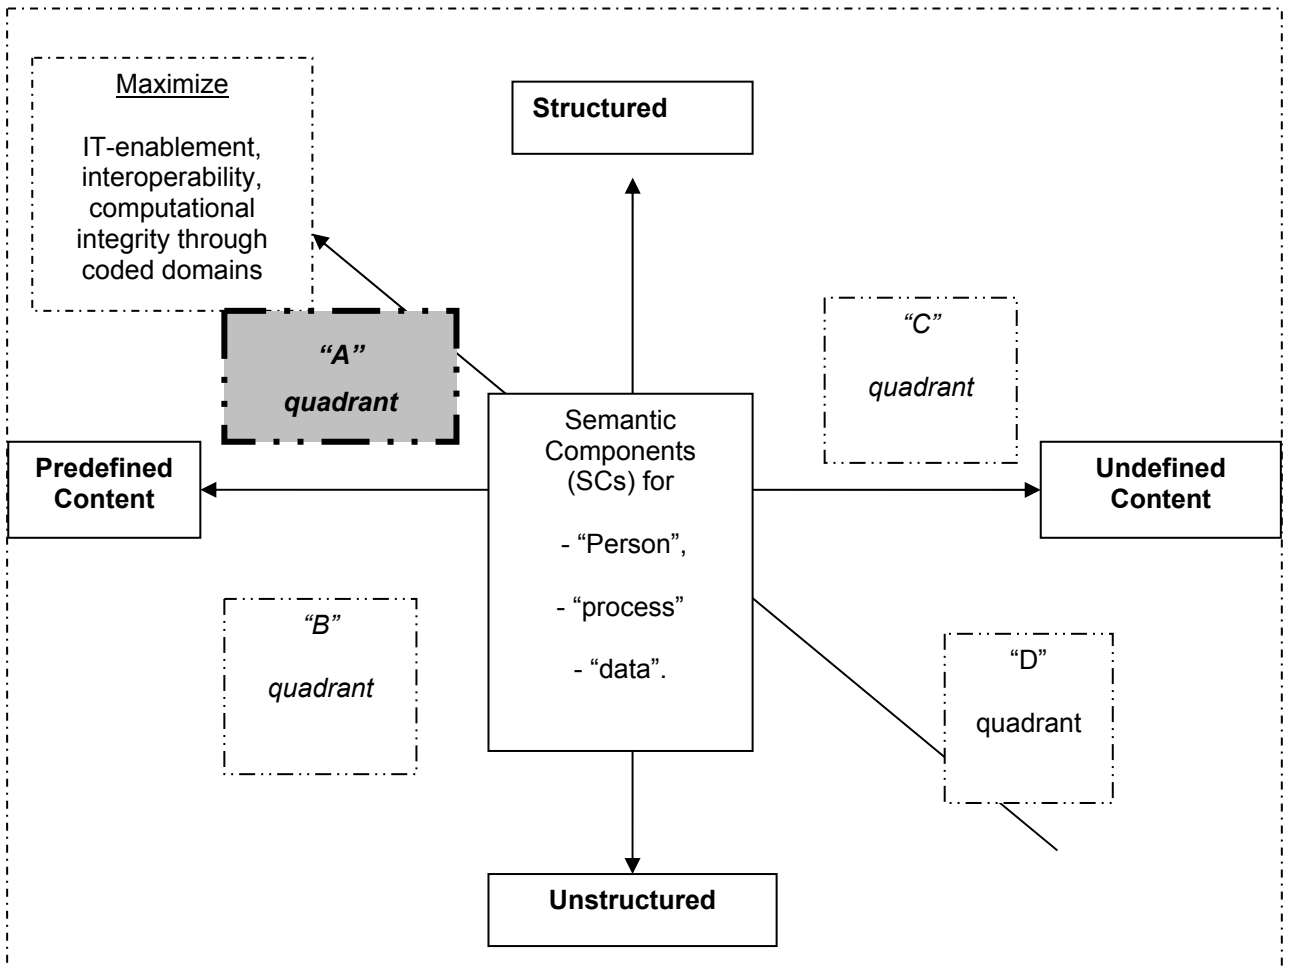 Maximize
IT-enablement,
interoperability,
computational
integrity through
coded domains
Structured
“A”
quadrant
“C”
quadrant
Predefined
Content
Semantic
Components
(SCs) for
- “Person”,
- “process”
- “data”.
Undefined
Content
“B”
quadrant
“D”
quadrant
Unstructured